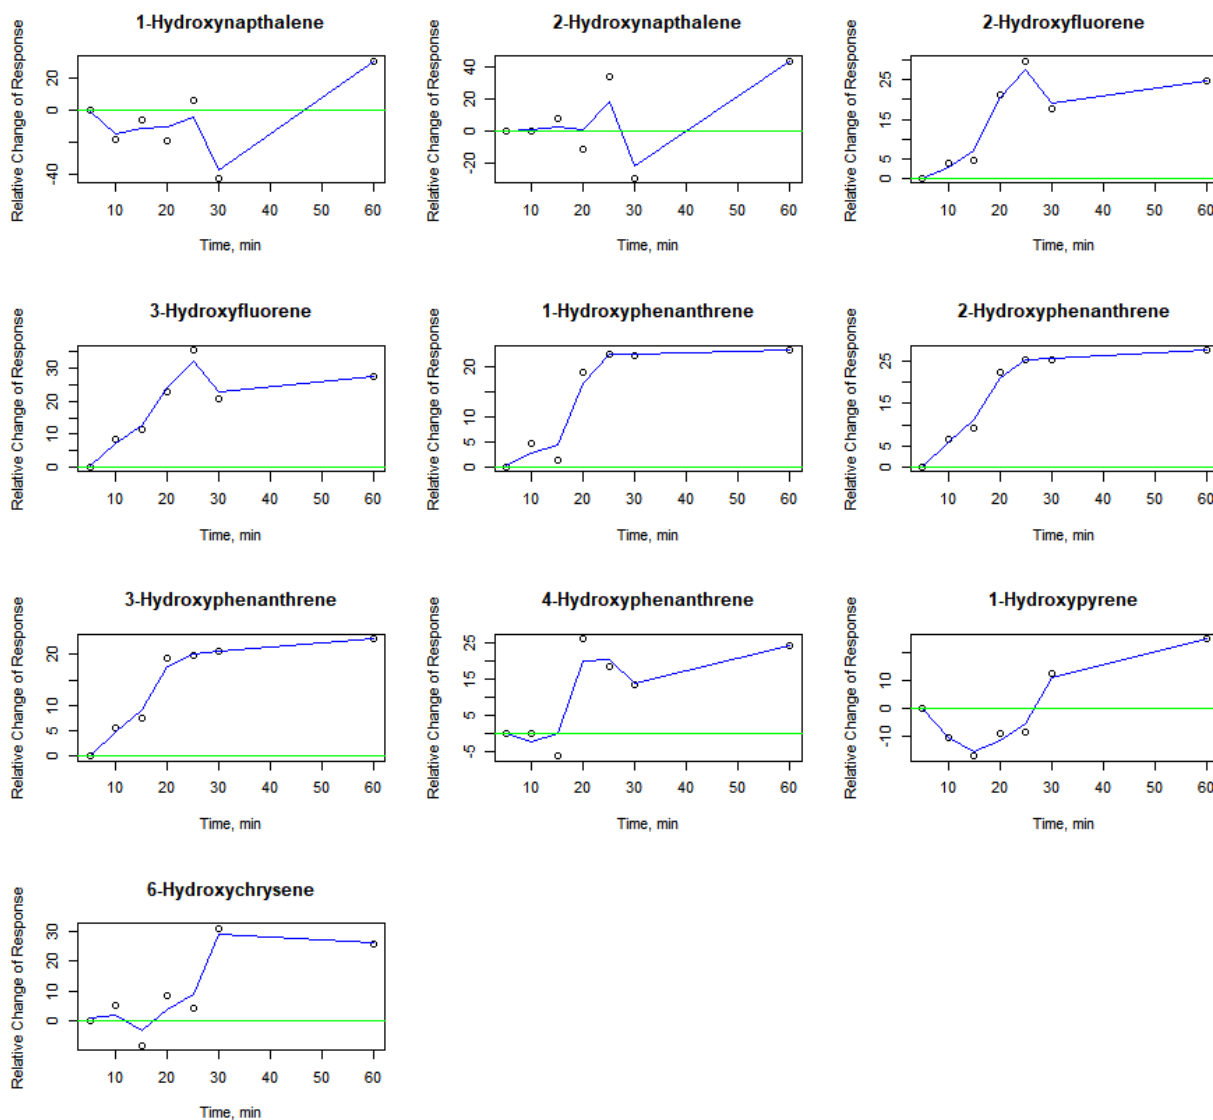 1-Hydroxynapthalene
Relative Change of Response
-40 0 20
10 20 30 40 50 60
Time, min
2-Hydroxynapthalene
Relative Change of Response
-20 0 20 40
10 20 30 40 50 60
Time, min
2-Hydroxyfluorene
Relative Change of Response
0 5 15 25
10 20 30 40 50 60
Time, min
3-Hydroxyfluorene
Relative Change of Response
0 10 20 30
10 20 30 40 50 60
Time, min
1-Hydroxyphenanthrene
Relative Change of Response
0 5 20
10 20 30 40 50 60
Time, min
2-Hydroxyphenanthrene
Relative Change of Response
0 5 15 25
10 20 30 40 50 60
Time, min
3-Hydroxyphenanthrene
Relative Change of Response
0 5 20
10 20 30 40 50 60
Time, min
4-Hydroxyphenanthrene
Relative Change of Response
-5 5 15 25
10 20 30 40 50 60
Time, min
1-Hydroxypyrene
Relative Change of Response
-10 0 10
10 20 30 40 50 60
Time, min
6-Hydroxychrysene
Relative Change of Response
0 10 20 30
10 20 30 40 50 60
Time, min